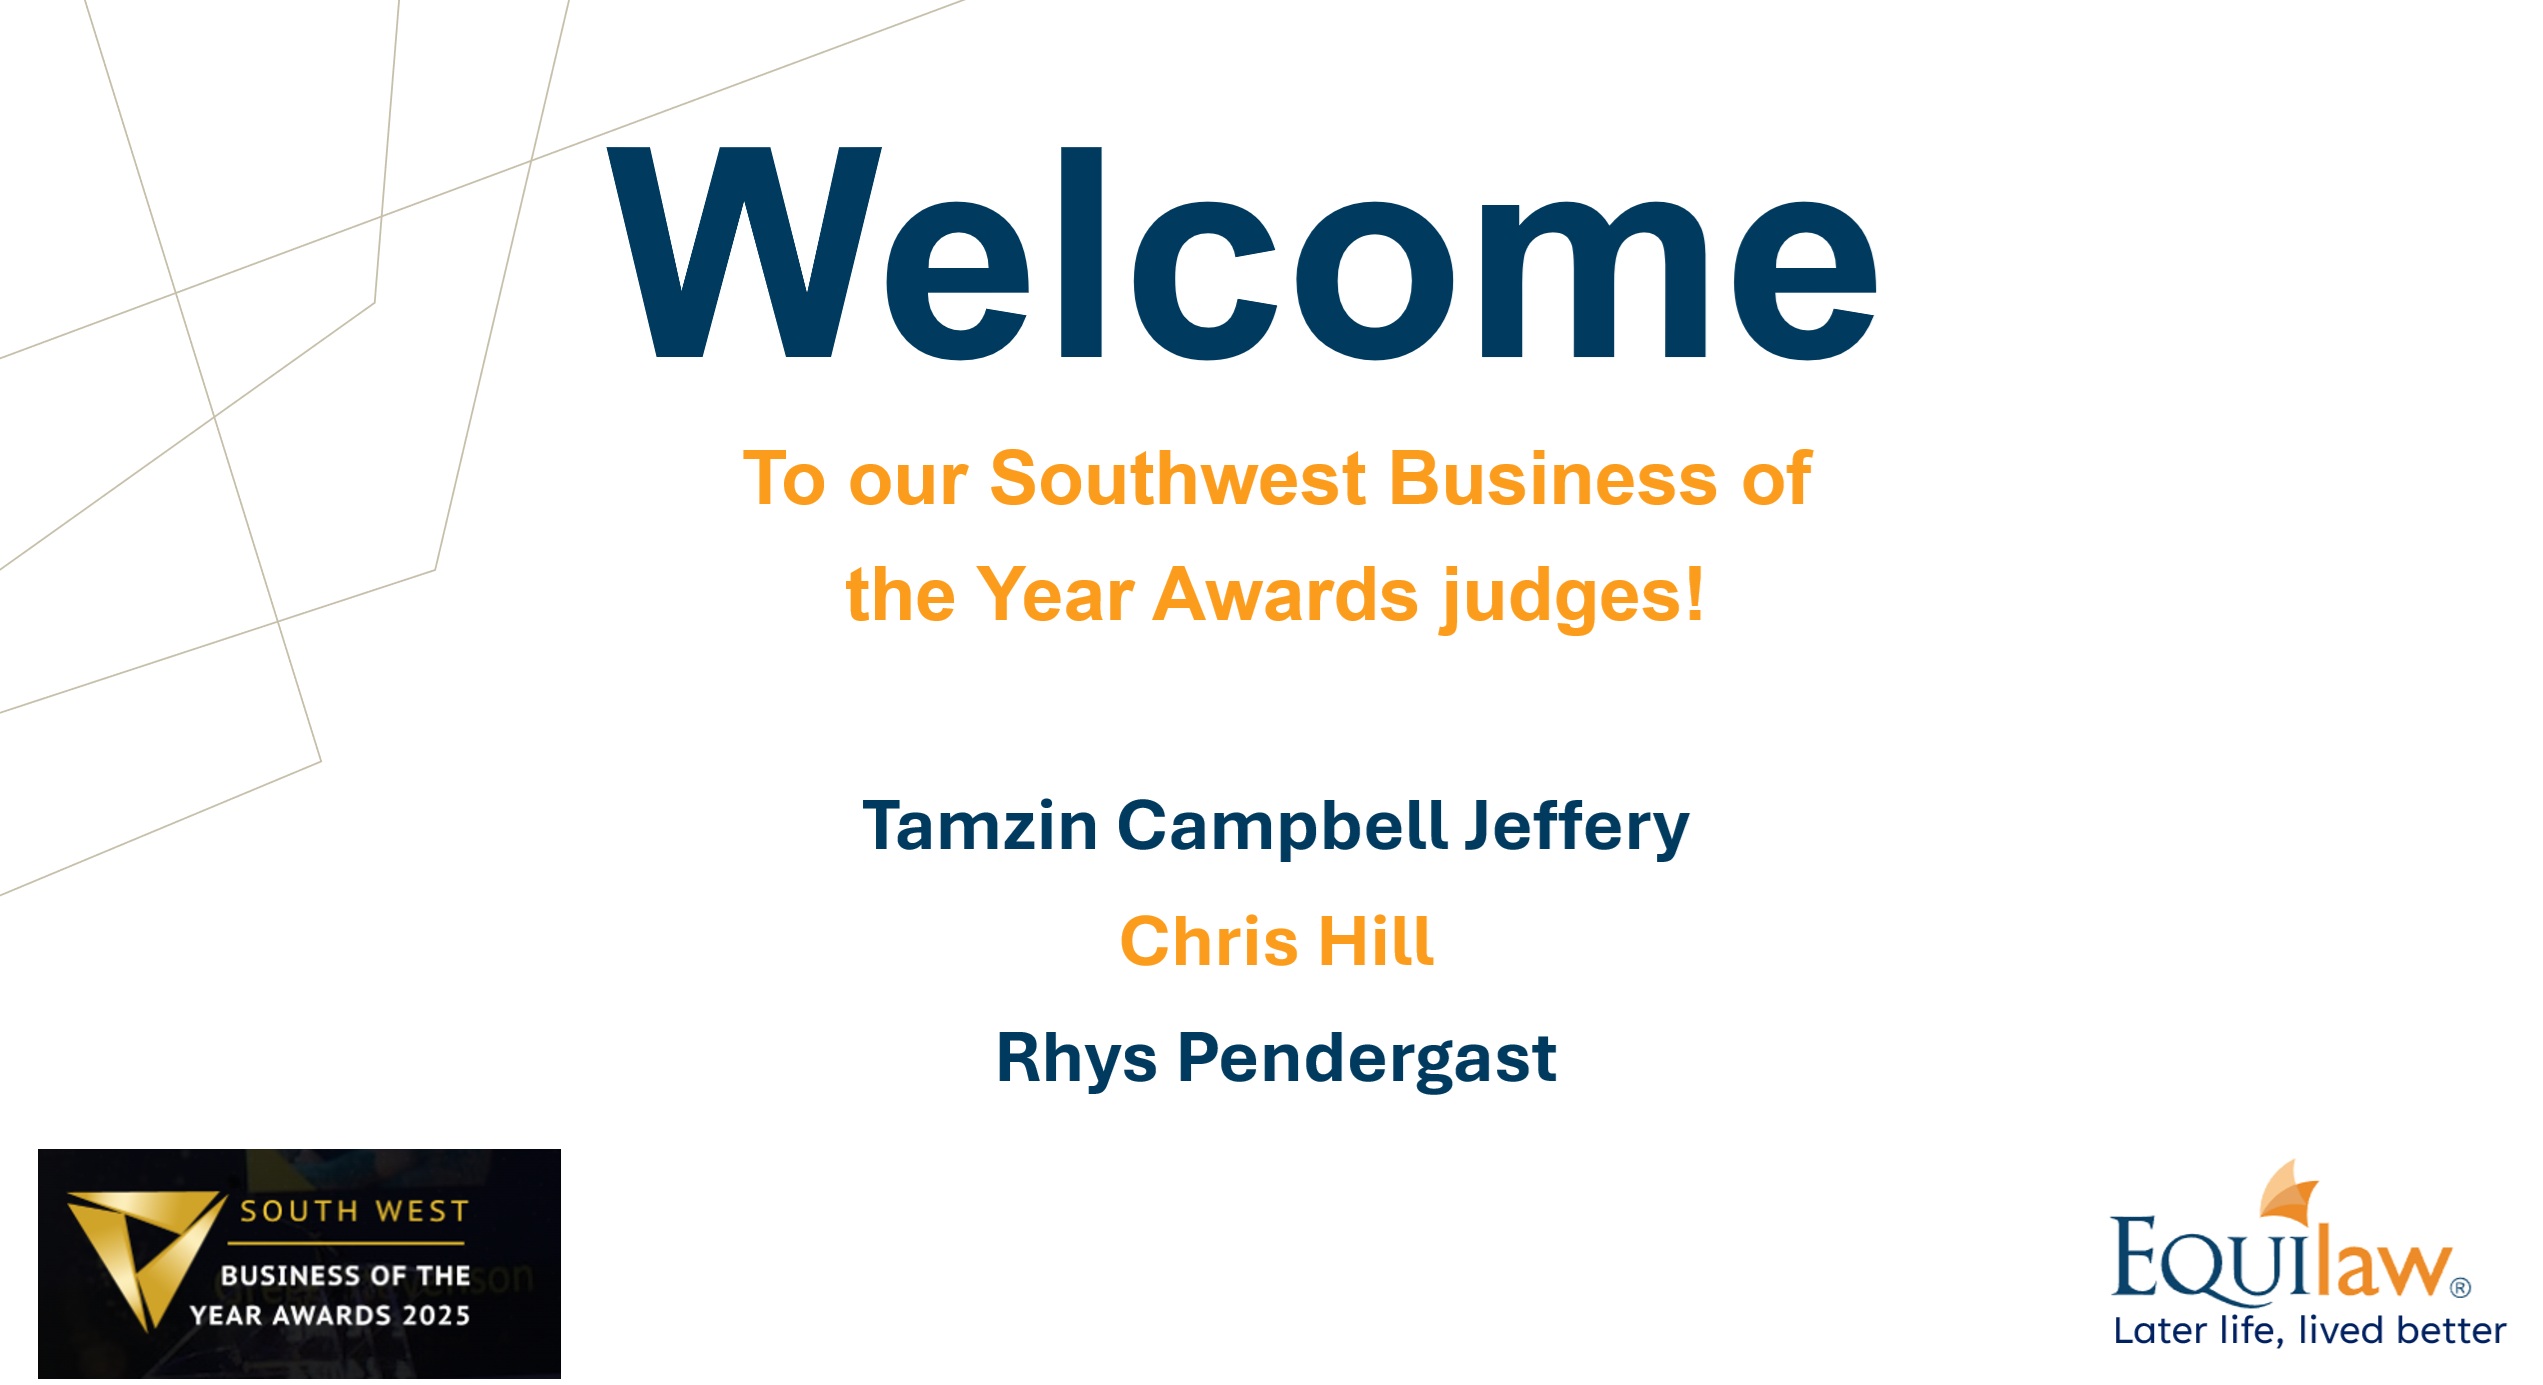 Welcome
To our Southwest Business of
the Year Awards judges!
Tamzin Campbell Jeffery
Chris Hill
Rhys Pendergast
SOUTH WEST
BUSINESS OF THE
YEAR AWARDS 2025
EQUIlaw®
Later life, lived better